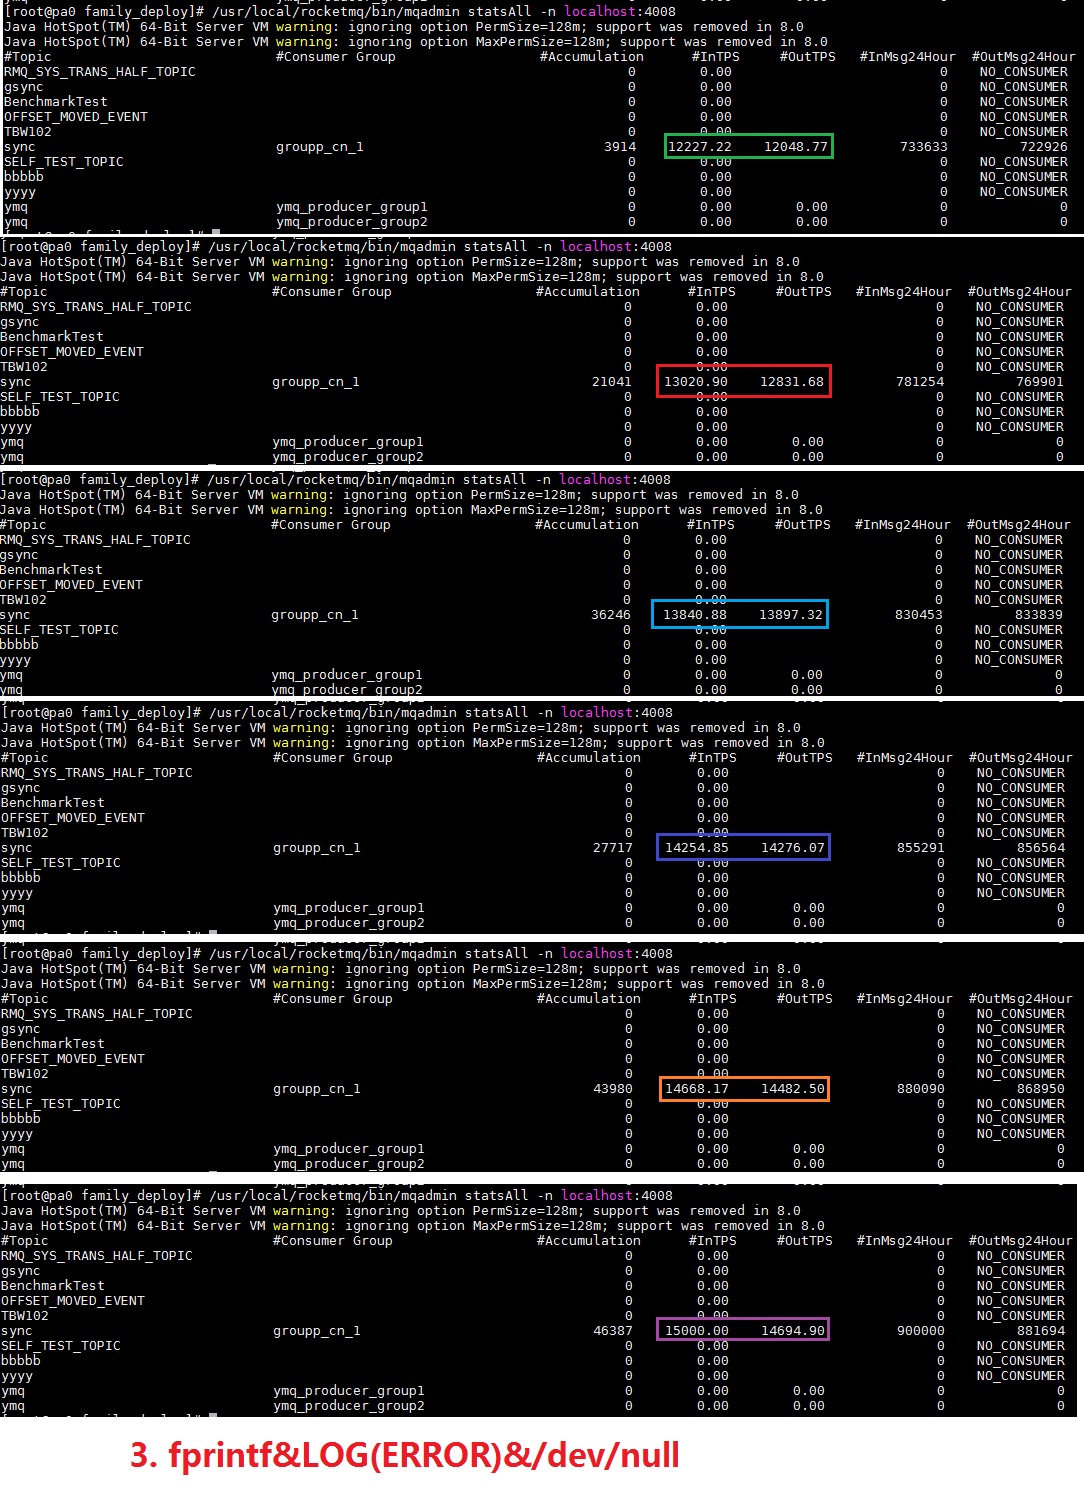 [root@pa0 family_deploy]# /usr/local/rocketmq/bin/mqadmin statsAll -n localhost:4008
Java HotSpot(TM) 64-Bit Server VM warning: ignoring option PermSize=128m; support was removed in 8.0
Java HotSpot(TM) 64-Bit Server VM warning: ignoring option MaxPermSize=128m; support was removed in 8.0
#Topic #Consumer Group #Accumulation #InTPS #OutTPS #InMsg24Hour #OutMsg24Hour
RMQ_SYS_TRANS_HALF_TOPIC 0 0.00 0 NO_CONSUMER
gsync 0 0.00 0 NO_CONSUMER
BenchmarkTest 0 0.00 0 NO_CONSUMER
OFFSET_MOVED_EVENT 0 0.00 0 NO_CONSUMER
TBW102 0 0.00 0 NO_CONSUMER
sync groupp_cn_1 3914 12227.22 12048.77 733633 722926
SELF_TEST_TOPIC 0 0.00 0 NO_CONSUMER
bbbbb 0 0.00 0 NO_CONSUMER
yyyy 0 0.00 0 NO_CONSUMER
ymq ymq_producer_group1 0 0.00 0.00 0 0
ymq ymq_producer_group2 0 0.00 0.00 0 0
[root@pa0 family_deploy]# /usr/local/rocketmq/bin/mqadmin statsAll -n localhost:4008
Java HotSpot(TM) 64-Bit Server VM warning: ignoring option PermSize=128m; support was removed in 8.0
Java HotSpot(TM) 64-Bit Server VM warning: ignoring option MaxPermSize=128m; support was removed in 8.0
#Topic #Consumer Group #Accumulation #InTPS #OutTPS #InMsg24Hour #OutMsg24Hour
RMQ_SYS_TRANS_HALF_TOPIC 0 0.00 0 NO_CONSUMER
gsync 0 0.00 0 NO_CONSUMER
BenchmarkTest 0 0.00 0 NO_CONSUMER
OFFSET_MOVED_EVENT 0 0.00 0 NO_CONSUMER
TBW102 0 0.00 0 NO_CONSUMER
sync groupp_cn_1 21041 13020.90 12831.68 781254 769901
SELF_TEST_TOPIC 0 0.00 0 NO_CONSUMER
bbbbb 0 0.00 0 NO_CONSUMER
yyyy 0 0.00 0 NO_CONSUMER
ymq ymq_producer_group1 0 0.00 0.00 0 0
ymq ymq_producer_group2 0 0.00 0.00 0 0
[root@pa0 family_deploy]# /usr/local/rocketmq/bin/mqadmin statsAll -n localhost:4008
Java HotSpot(TM) 64-Bit Server VM warning: ignoring option PermSize=128m; support was removed in 8.0
Java HotSpot(TM) 64-Bit Server VM warning: ignoring option MaxPermSize=128m; support was removed in 8.0
#Topic #Consumer Group #Accumulation #InTPS #OutTPS #InMsg24Hour #OutMsg24Hour
RMQ_SYS_TRANS_HALF_TOPIC 0 0.00 0 NO_CONSUMER
gsync 0 0.00 0 NO_CONSUMER
BenchmarkTest 0 0.00 0 NO_CONSUMER
OFFSET_MOVED_EVENT 0 0.00 0 NO_CONSUMER
TBW102 0 0.00 0 NO_CONSUMER
sync groupp_cn_1 36246 13840.88 13897.32 830453 833839
SELF_TEST_TOPIC 0 0.00 0 NO_CONSUMER
bbbbb 0 0.00 0 NO_CONSUMER
yyyy 0 0.00 0 NO_CONSUMER
ymq ymq_producer_group1 0 0.00 0.00 0 0
ymq ymq_producer_group2 0 0.00 0.00 0 0
[root@pa0 family_deploy]# /usr/local/rocketmq/bin/mqadmin statsAll -n localhost:4008
Java HotSpot(TM) 64-Bit Server VM warning: ignoring option PermSize=128m; support was removed in 8.0
Java HotSpot(TM) 64-Bit Server VM warning: ignoring option MaxPermSize=128m; support was removed in 8.0
#Topic #Consumer Group #Accumulation #InTPS #OutTPS #InMsg24Hour #OutMsg24Hour
RMQ_SYS_TRANS_HALF_TOPIC 0 0.00 0 NO_CONSUMER
gsync 0 0.00 0 NO_CONSUMER
BenchmarkTest 0 0.00 0 NO_CONSUMER
OFFSET_MOVED_EVENT 0 0.00 0 NO_CONSUMER
TBW102 0 0.00 0 NO_CONSUMER
sync groupp_cn_1 27717 14254.85 14276.07 855291 856564
SELF_TEST_TOPIC 0 0.00 0 NO_CONSUMER
bbbbb 0 0.00 0 NO_CONSUMER
yyyy 0 0.00 0 NO_CONSUMER
ymq ymq_producer_group1 0 0.00 0.00 0 0
ymq ymq_producer_group2 0 0.00 0.00 0 0
[root@pa0 family_deploy]# /usr/local/rocketmq/bin/mqadmin statsAll -n localhost:4008
Java HotSpot(TM) 64-Bit Server VM warning: ignoring option PermSize=128m; support was removed in 8.0
Java HotSpot(TM) 64-Bit Server VM warning: ignoring option MaxPermSize=128m; support was removed in 8.0
#Topic #Consumer Group #Accumulation #InTPS #OutTPS #InMsg24Hour #OutMsg24Hour
RMQ_SYS_TRANS_HALF_TOPIC 0 0.00 0 NO_CONSUMER
gsync 0 0.00 0 NO_CONSUMER
BenchmarkTest 0 0.00 0 NO_CONSUMER
OFFSET_MOVED_EVENT 0 0.00 0 NO_CONSUMER
TBW102 0 0.00 0 NO_CONSUMER
sync groupp_cn_1 43980 14668.17 14482.50 880090 868950
SELF_TEST_TOPIC 0 0.00 0 NO_CONSUMER
bbbbb 0 0.00 0 NO_CONSUMER
yyyy 0 0.00 0 NO_CONSUMER
ymq ymq_producer_group1 0 0.00 0.00 0 0
ymq ymq_producer_group2 0 0.00 0.00 0 0
[root@pa0 family_deploy]# /usr/local/rocketmq/bin/mqadmin statsAll -n localhost:4008
Java HotSpot(TM) 64-Bit Server VM warning: ignoring option PermSize=128m; support was removed in 8.0
Java HotSpot(TM) 64-Bit Server VM warning: ignoring option MaxPermSize=128m; support was removed in 8.0
#Topic #Consumer Group #Accumulation #InTPS #OutTPS #InMsg24Hour #OutMsg24Hour
RMQ_SYS_TRANS_HALF_TOPIC 0 0.00 0 NO_CONSUMER
gsync 0 0.00 0 NO_CONSUMER
BenchmarkTest 0 0.00 0 NO_CONSUMER
OFFSET_MOVED_EVENT 0 0.00 0 NO_CONSUMER
TBW102 0 0.00 0 NO_CONSUMER
sync groupp_cn_1 46387 15000.00 14694.90 900000 881694
SELF_TEST_TOPIC 0 0.00 0 NO_CONSUMER
bbbbb 0 0.00 0 NO_CONSUMER
yyyy 0 0.00 0 NO_CONSUMER
ymq ymq_producer_group1 0 0.00 0.00 0 0
ymq ymq_producer_group2 0 0.00 0.00 0 0
3. fprintf&LOG(ERROR)&/dev/null